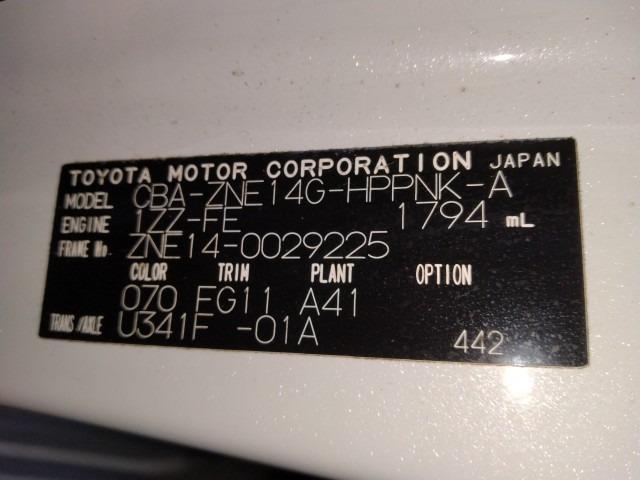 TOYOTA MOTOR CORPORATION JAPAN
MODEL CBA-ZNE14G-HPPNK-A
ENGINE 1ZZ-FE 1794 mL
FRAME No. ZNE14-0029225
COLOR TRIM PLANT OPTION
070 FG11 A41
TRANS/AXLE U341F -01A
442